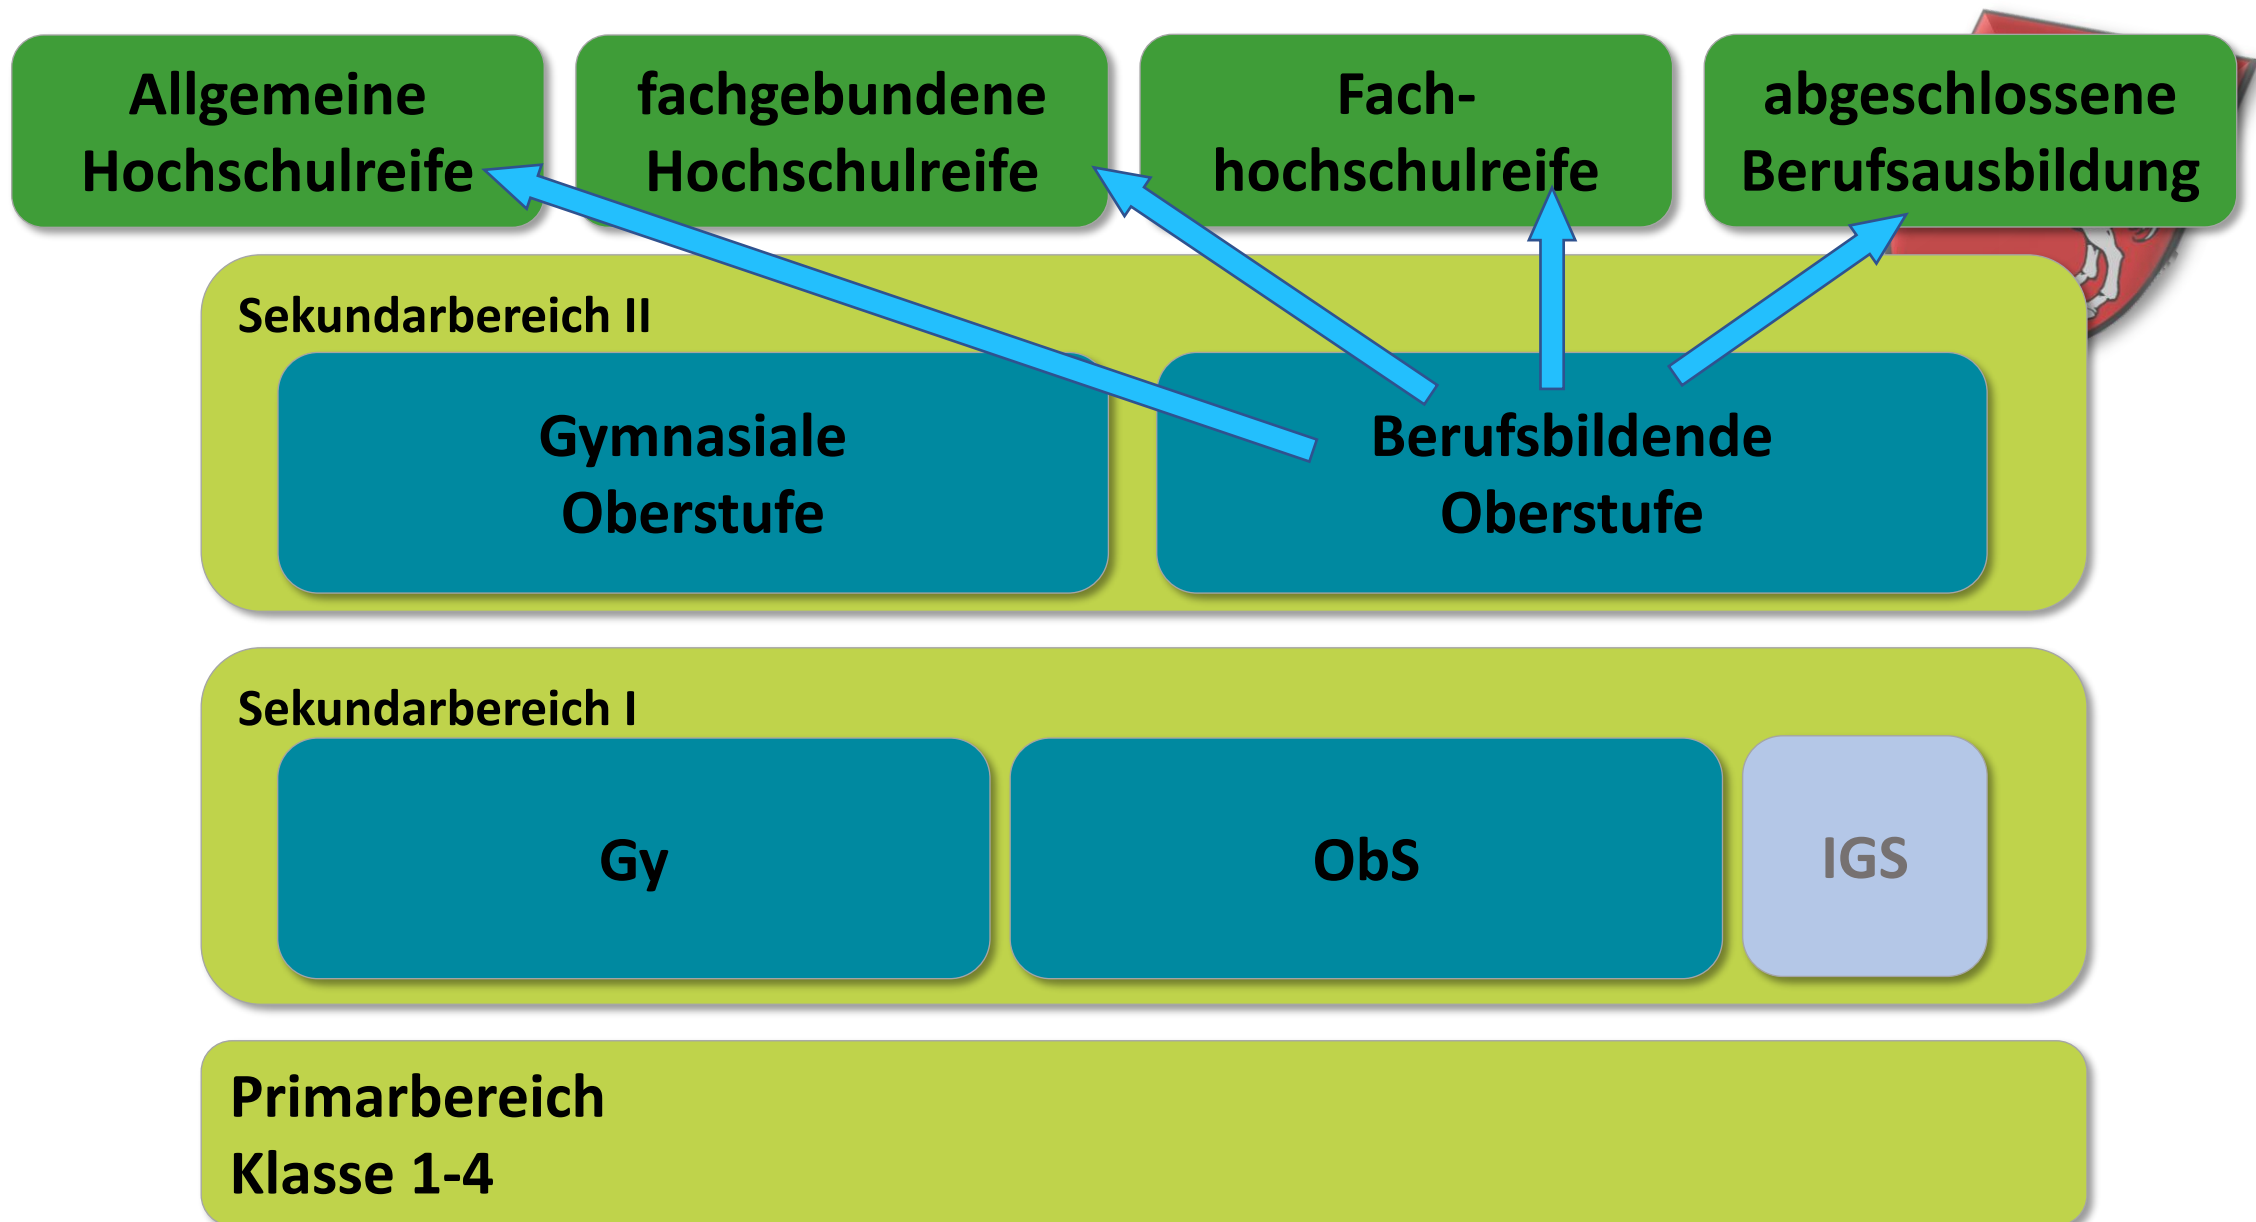 Allgemeine
Hochschulreife
fachgebundene
Hochschulreife
Fach-
hochschulreife
abgeschlossene
Berufsausbildung
Sekundarbereich II
Gymnasiale
Oberstufe
Berufsbildende
Oberstufe
Sekundarbereich I
Gy
ObS
IGS
Primarbereich
Klasse 1-4